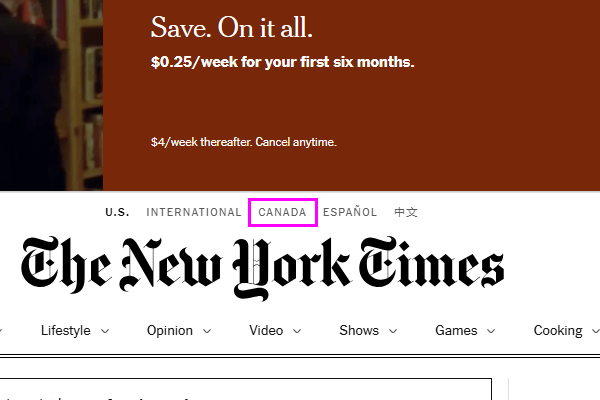 Save. On it all.
$0.25/week for your first six months.
$4/week thereafter. Cancel anytime.
U.S. INTERNATIONAL CANADA ESPAÑOL 中文
The New York Times
Lifestyle Opinion Video Shows Games Cooking